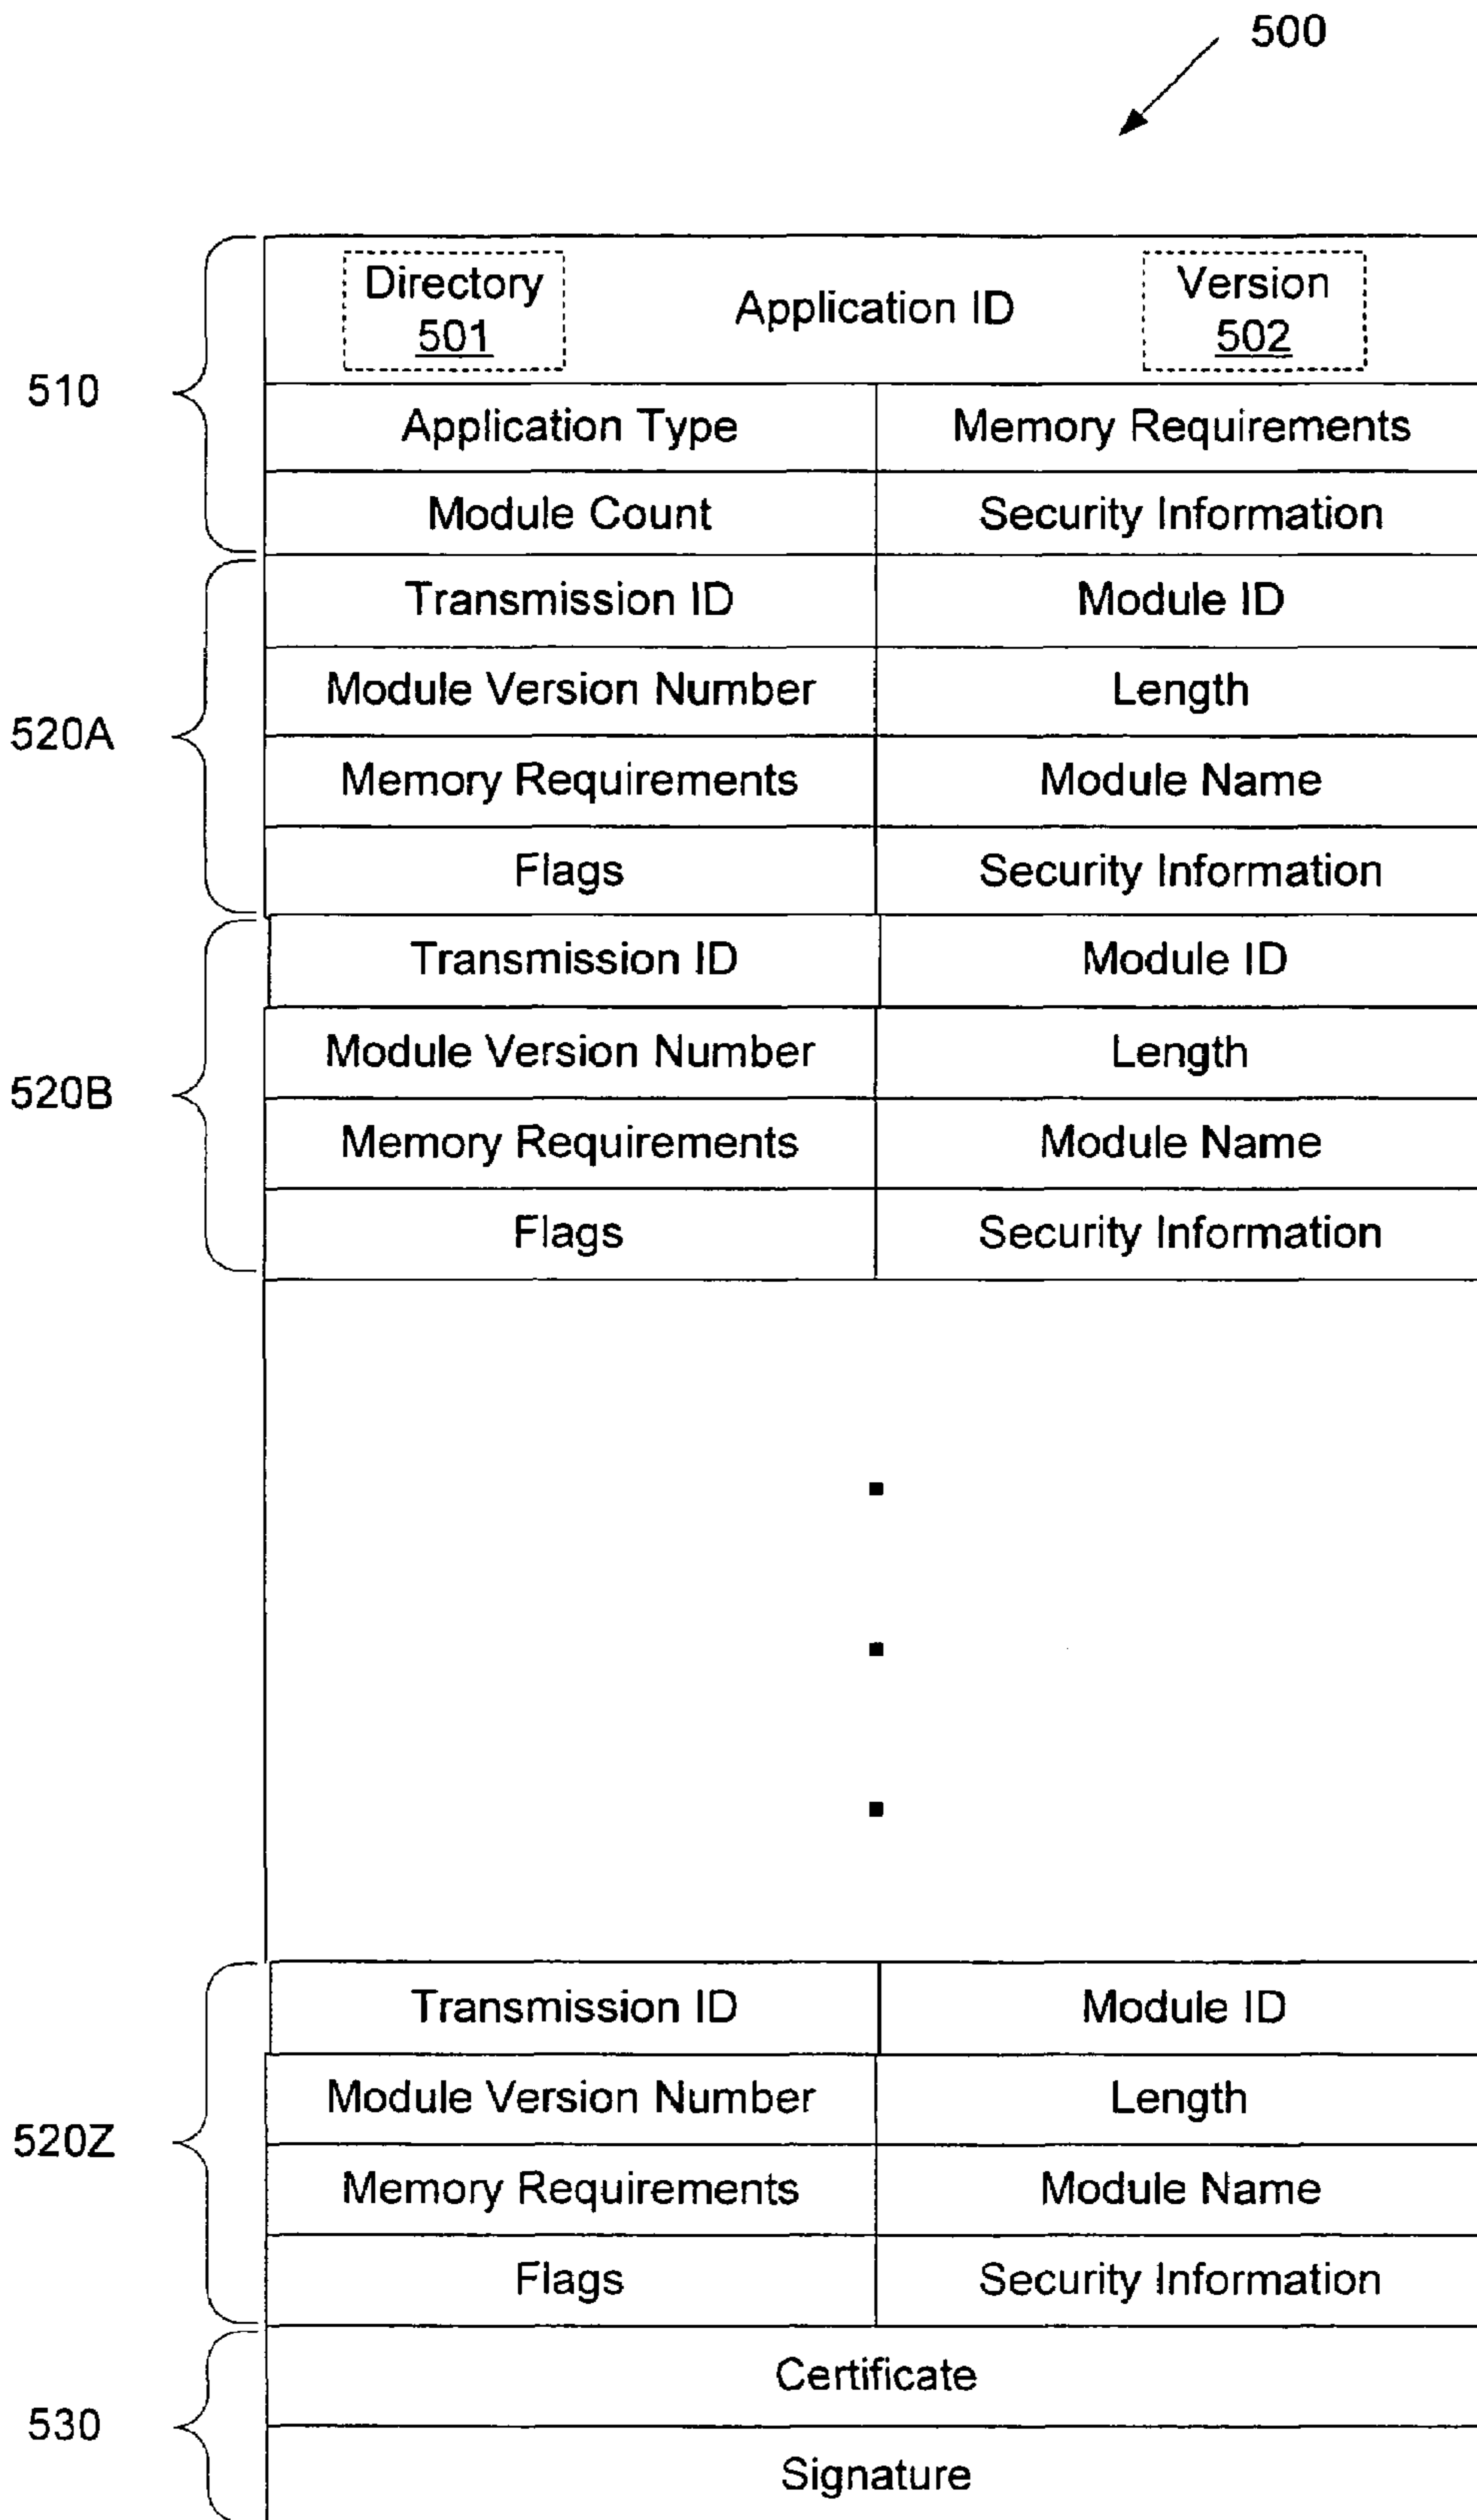 500
Directory
501
Application ID
Version
502
510
Application Type
Memory Requirements
Module Count
Security Information
520A
Transmission ID
Module ID
Module Version Number
Length
Memory Requirements
Module Name
Flags
Security Information
520B
Transmission ID
Module ID
Module Version Number
Length
Memory Requirements
Module Name
Flags
Security Information
520Z
Transmission ID
Module ID
Module Version Number
Length
Memory Requirements
Module Name
Flags
Security Information
530
Certificate
Signature